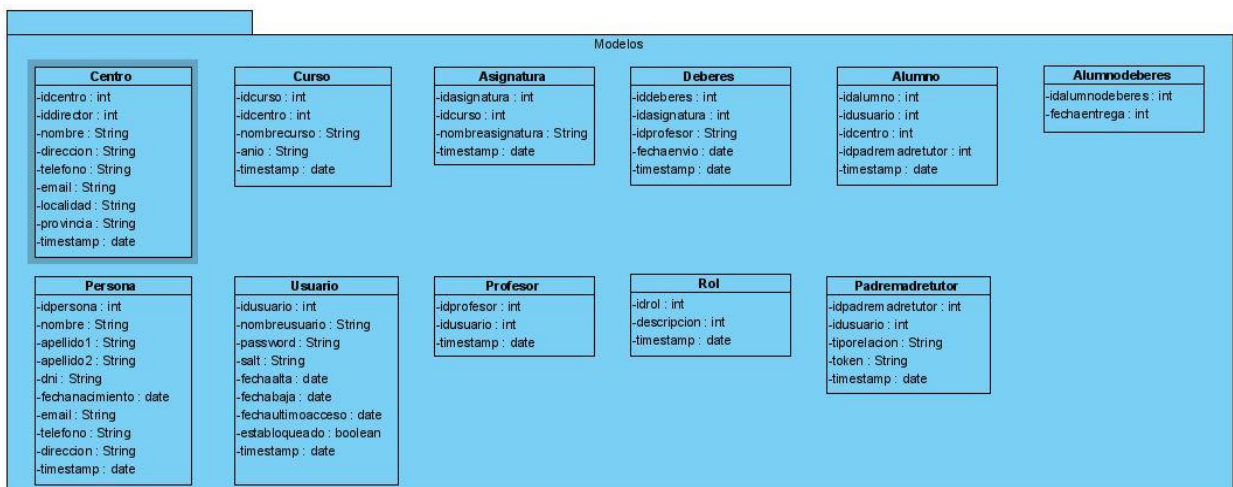 Modelos
Centro
-idcentro : int
-iddirector : int
-nombre : String
-direccion : String
-telefono : String
-email : String
-localidad : String
-provincia : String
-timestamp : date
Curso
-idcurso : int
-idcentro : int
-nombrecurso : String
-anio : String
-timestamp : date
Asignatura
-idasignatura : int
-idcurso : int
-nombreasignatura : String
-timestamp : date
Deberes
-iddeberes : int
-idasignatura : int
-idprofesor : String
-fechaenvio : date
-timestamp : date
Alumno
-idalumno : int
-idusuario : int
-idcentro : int
-idpadremadretutor : int
-timestamp : date
Alumnodeberes
-idalumnodeberes : int
-fechaentrega : int
Persona
-idpersona : int
-nombre : String
-apellido1 : String
-apellido2 : String
-dni : String
-fechanacimiento : date
-email : String
-telefono : String
-direccion : String
-timestamp : date
Usuario
-idusuario : int
-nombreusuario : String
-password : String
-salt : String
-fechaalta : date
-fechabaja : date
-fechaultimoacceso : date
-establoqueado : boolean
-timestamp : date
Profesor
-idprofesor : int
-idusuario : int
-timestamp : date
Rol
-idrol : int
-descripcion : int
-timestamp : date
Padremadretutor
-idpadremadretutor : int
-idusuario : int
-tiporelacion : String
-token : String
-timestamp : date